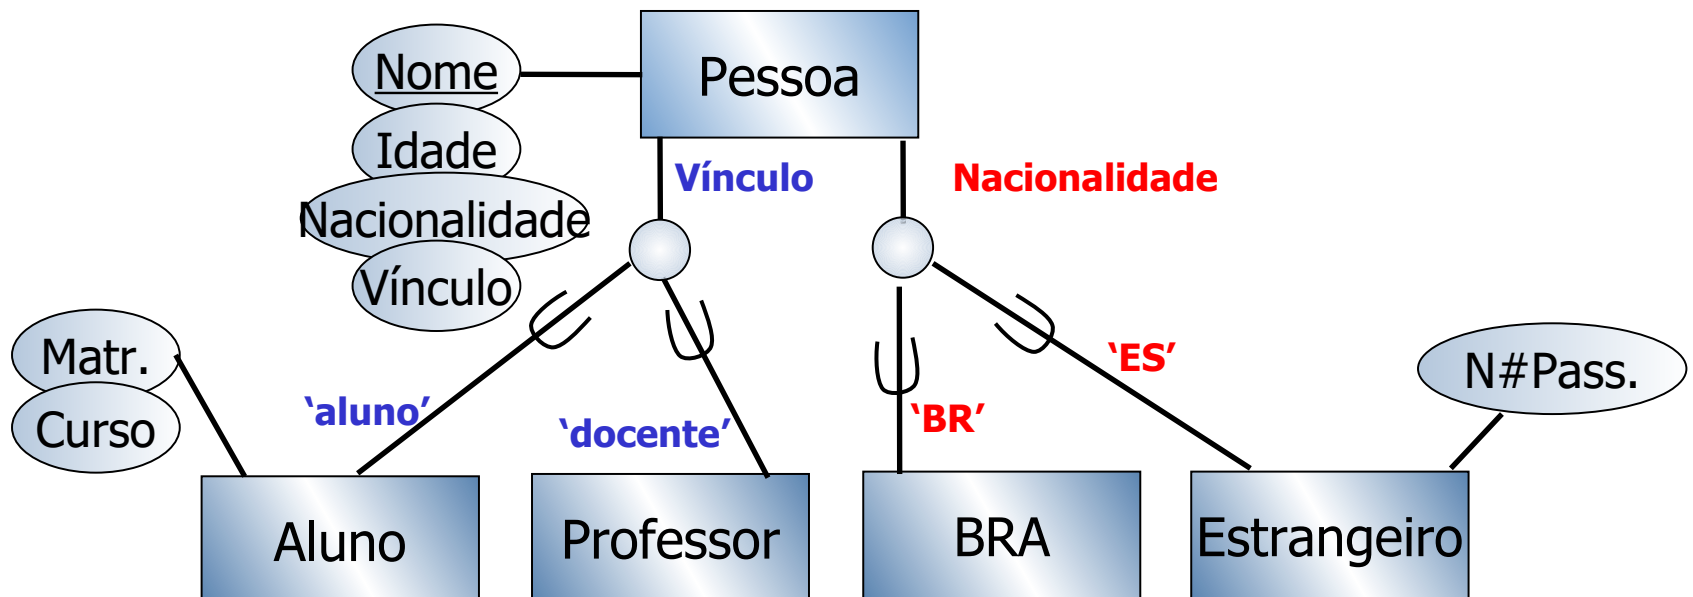 Pessoa
Nome
Idade
Nacionalidade
Vínculo
Vínculo
Nacionalidade
Matr.
Curso
‘aluno’
‘docente’
‘BR’
‘ES’
N#Pass.
Aluno
Professor
BRA
Estrangeiro